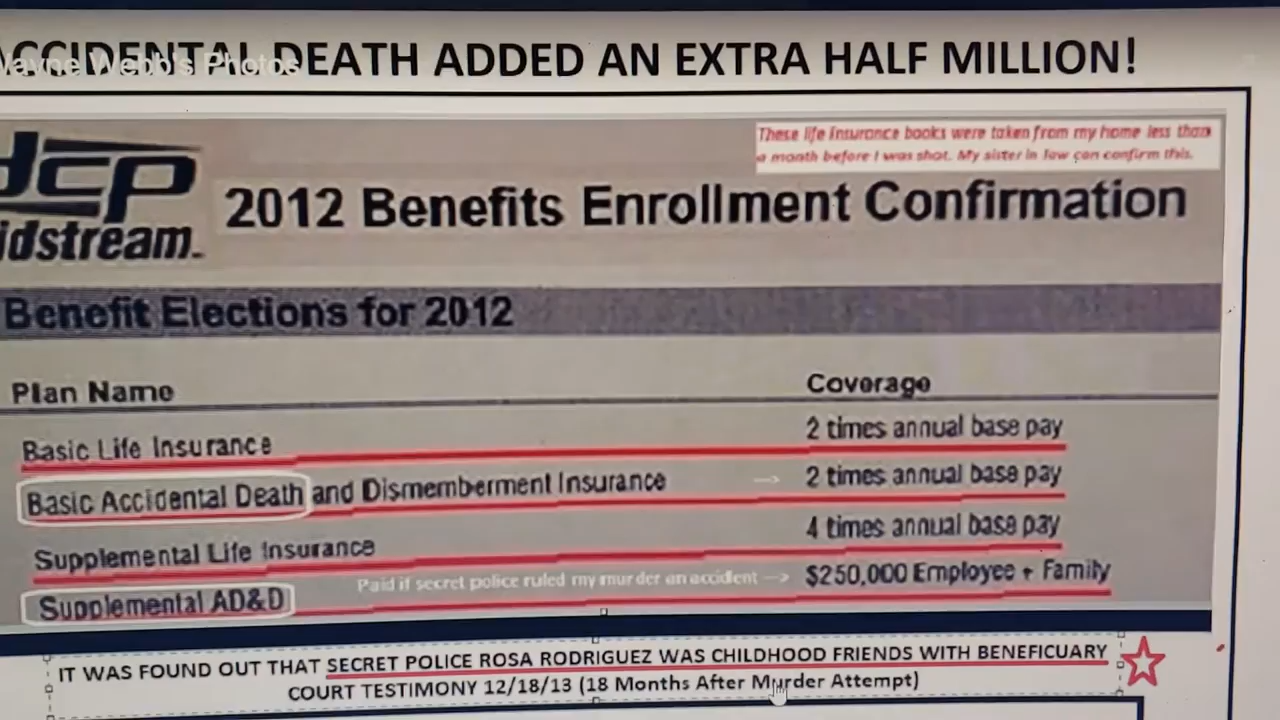 ACCIDENTAL DEATH ADDED AN EXTRA HALF MILLION!
Wayne Webb's Photos
These life Insurance books were taken from my home less than
a month before I was shot. My sister in law can confirm this.
dcp
idstream.
2012 Benefits Enrollment Confirmation
Benefit Elections for 2012
Plan Name Coverage
Basic Life Insurance 2 times annual base pay
Basic Accidental Death and Dismemberment Insurance → 2 times annual base pay
Supplemental Life Insurance 4 times annual base pay
Supplemental AD&D Paid if secret police ruled my murder an accident → $250,000 Employee + Family
IT WAS FOUND OUT THAT SECRET POLICE ROSA RODRIGUEZ WAS CHILDHOOD FRIENDS WITH BENEFICUARY
COURT TESTIMONY 12/18/13 (18 Months After Murder Attempt)